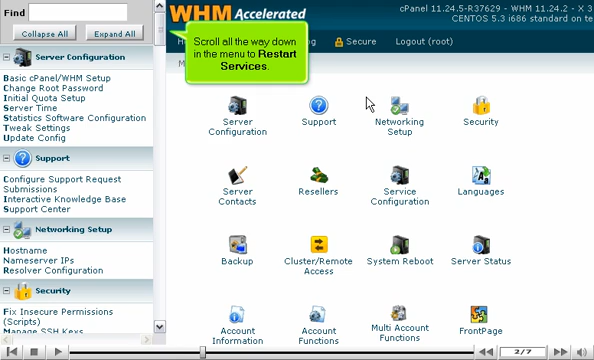 Find
Collapse All Expand All
Server Configuration
Basic cPanel/WHM Setup
Change Root Password
Initial Quota Setup
Server Time
Statistics Software Configuration
Tweak Settings
Update Config
Support
Configure Support Request
Submissions
Interactive Knowledge Base
Support Center
Networking Setup
Hostname
Nameserver IPs
Resolver Configuration
Security
Fix Insecure Permissions
(Scripts)
Manage SSH Keys
WHM Accelerated
cPanel 11.24.5-R37629 - WHM 11.24.2 - X 3
CENTOS 5.3 i686 standard on
Secure Logout (root)
Scroll all the way down
in the menu to Restart
Services.
Server
Configuration
Support
Networking
Setup
Security
Server
Contacts
Resellers
Service
Configuration
Languages
Backup
Cluster/Remote
Access
System Reboot
Server Status
Account
Information
Account
Functions
Multi Account
Functions
FrontPage
2/7